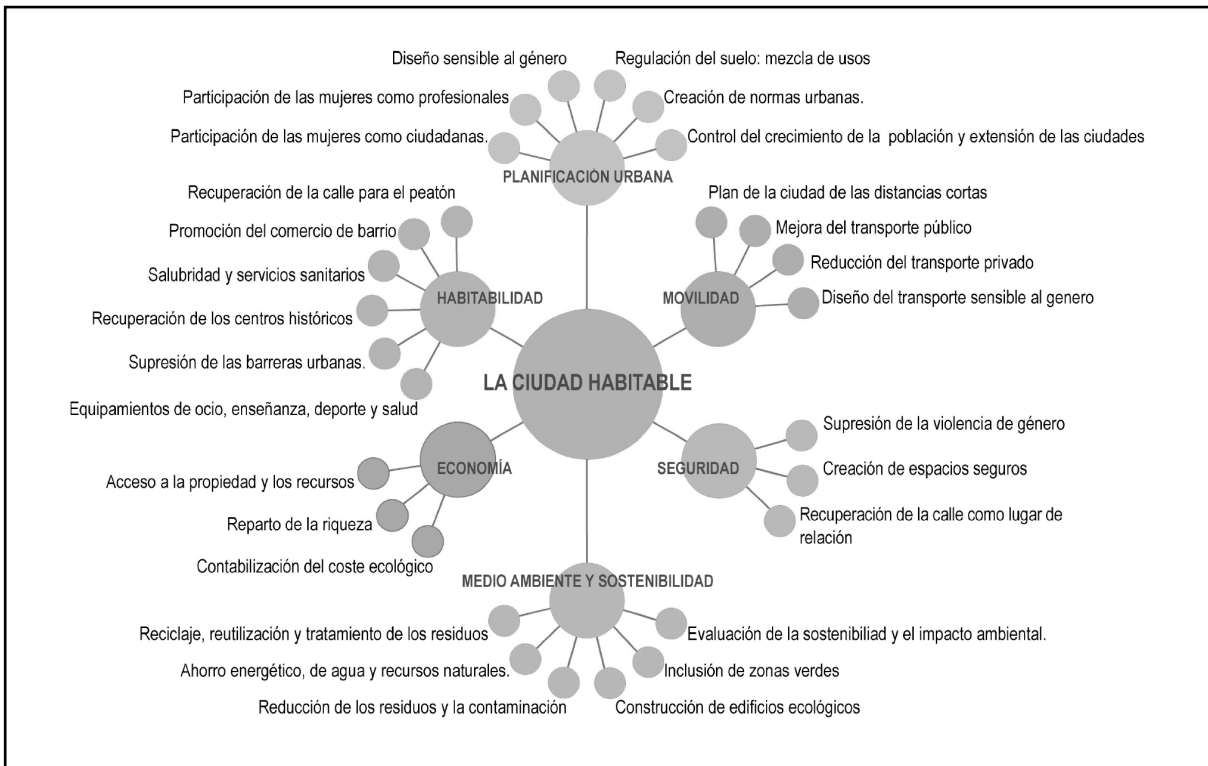 Diseño sensible al género
Regulación del suelo: mezcla de usos
Participación de las mujeres como profesionales
Creación de normas urbanas.
Participación de las mujeres como ciudadanas.
Control del crecimiento de la población y extensión de las ciudades
PLANIFICACIÓN URBANA
Recuperación de la calle para el peatón
Promoción del comercio de barrio
Salubridad y servicios sanitarios
HABITABILIDAD
Recuperación de los centros históricos
Supresión de las barreras urbanas.
Equipamientos de ocio, enseñanza, deporte y salud
Plan de la ciudad de las distancias cortas
Mejora del transporte público
Reducción del transporte privado
MOVILIDAD
Diseño del transporte sensible al genero
LA CIUDAD HABITABLE
ECONOMÍA
Acceso a la propiedad y los recursos
Reparto de la riqueza
Contabilización del coste ecológico
Supresión de la violencia de género
SEGURIDAD
Creación de espacios seguros
Recuperación de la calle como lugar de
relación
MEDIO AMBIENTE Y SOSTENIBILIDAD
Reciclaje, reutilización y tratamiento de los residuos
Evaluación de la sostenibiliad y el impacto ambiental.
Ahorro energético, de agua y recursos naturales.
Inclusión de zonas verdes
Reducción de los residuos y la contaminación
Construcción de edificios ecológicos